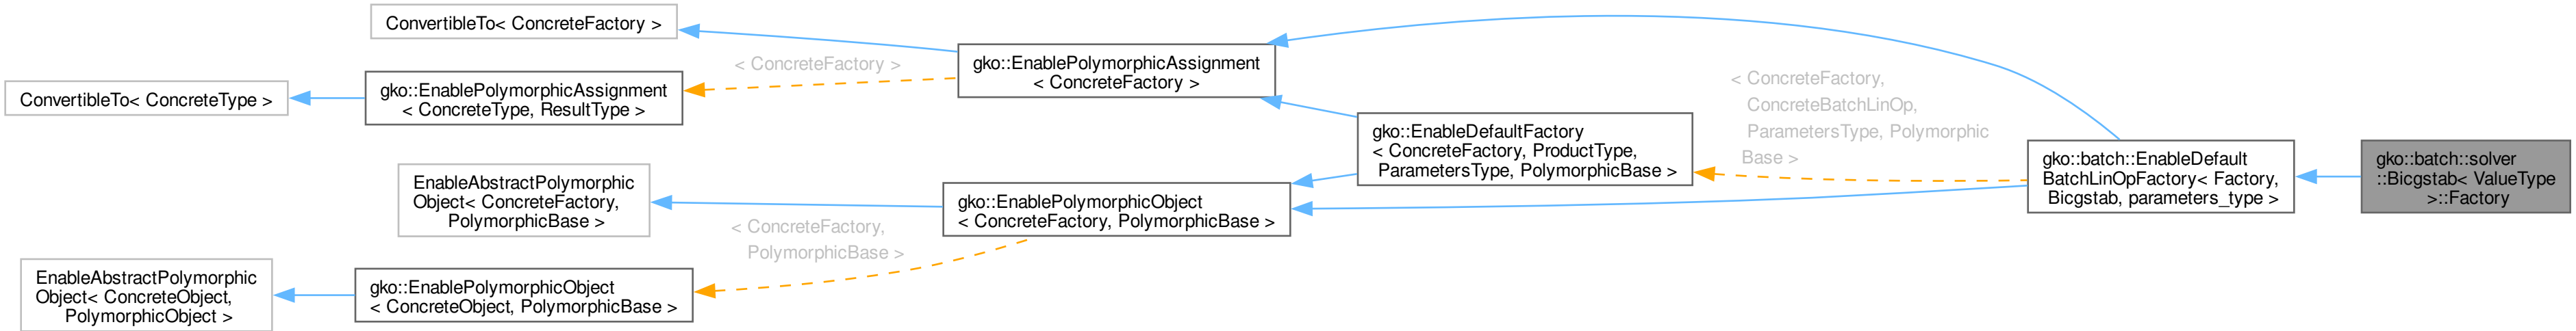 ConvertibleTo< ConcreteFactory >
ConvertibleTo< ConcreteType >
gko::EnablePolymorphicAssignment
< ConcreteType, ResultType >
< ConcreteFactory >
gko::EnablePolymorphicAssignment
< ConcreteFactory >
EnableAbstractPolymorphic
Object< ConcreteFactory,
PolymorphicBase >
EnableAbstractPolymorphic
Object< ConcreteObject,
PolymorphicObject >
gko::EnablePolymorphicObject
< ConcreteObject, PolymorphicBase >
< ConcreteFactory,
PolymorphicBase >
gko::EnablePolymorphicObject
< ConcreteFactory, PolymorphicBase >
gko::EnableDefaultFactory
< ConcreteFactory, ProductType,
ParametersType, PolymorphicBase >
< ConcreteFactory,
ConcreteBatchLinOp,
ParametersType, Polymorphic
Base >
gko::batch::EnableDefault
BatchLinOpFactory< Factory,
Bicgstab, parameters_type >
gko::batch::solver
::Bicgstab< ValueType
>::Factory